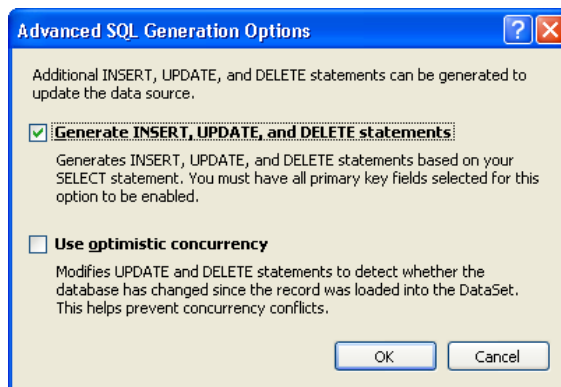 Advanced SQL Generation Options
Additional INSERT, UPDATE, and DELETE statements can be generated to
update the data source.
Generate INSERT, UPDATE, and DELETE statements
Generates INSERT, UPDATE, and DELETE statements based on your
SELECT statement. You must have all primary key fields selected for this
option to be enabled.
Use optimistic concurrency
Modifies UPDATE and DELETE statements to detect whether the
database has changed since the record was loaded into the DataSet.
This helps prevent concurrency conflicts.
OK Cancel